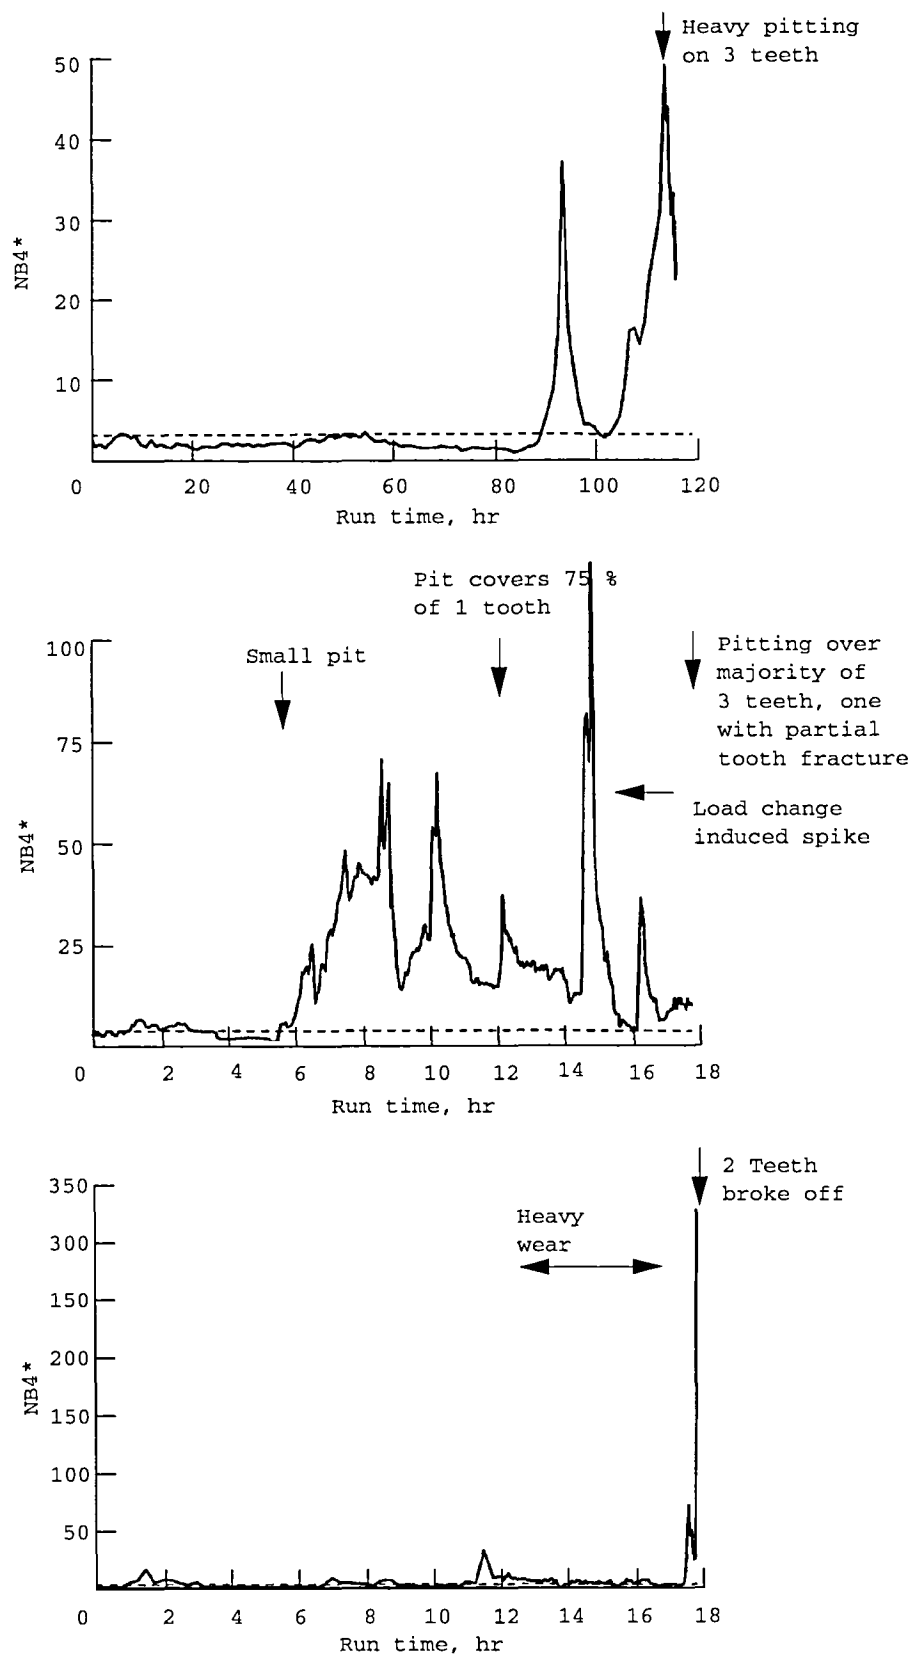 Heavy pitting
on 3 teeth
50
40
30
20
10
NB4*
0 20 40 60 80 100 120
Run time, hr
Pit covers 75 %
of 1 tooth
Small pit
Pitting over
majority of
3 teeth, one
with partial
tooth fracture
Load change
induced spike
100
75
50
25
NB4*
0 2 4 6 8 10 12 14 16 18
Run time, hr
2 Teeth
broke off
Heavy
wear
350
300
150
200
150
100
50
NB4*
0 2 4 6 8 10 12 14 16 18
Run time, hr